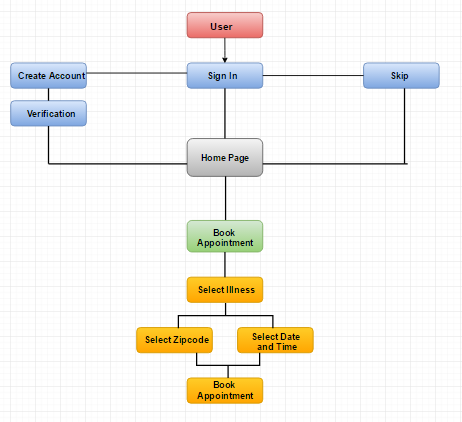 User
Create Account
Sign In
Skip
Verification
Home Page
Book
Appointment
Select Illness
Select Zipcode
Select Date
and Time
Book
Appointment